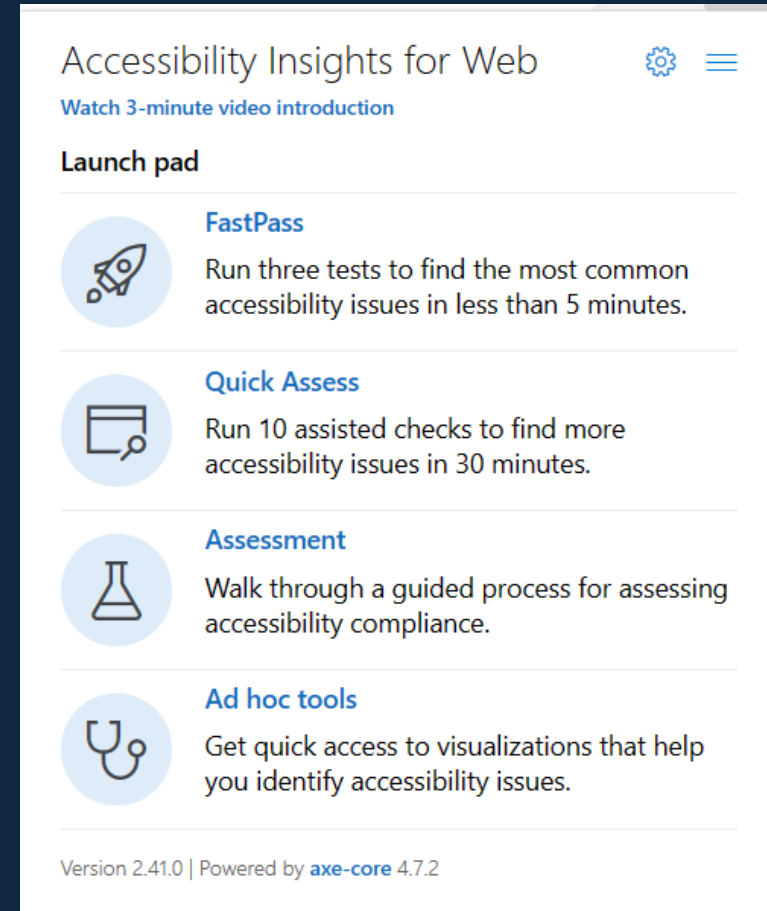 Accessibility Insights for Web
Watch 3-minute video introduction
Launch pad
FastPass
Run three tests to find the most common
accessibility issues in less than 5 minutes.
Quick Assess
Run 10 assisted checks to find more
accessibility issues in 30 minutes.
Assessment
Walk through a guided process for assessing
accessibility compliance.
Ad hoc tools
Get quick access to visualizations that help
you identify accessibility issues.
Version 2.41.0 | Powered by axe-core 4.7.2